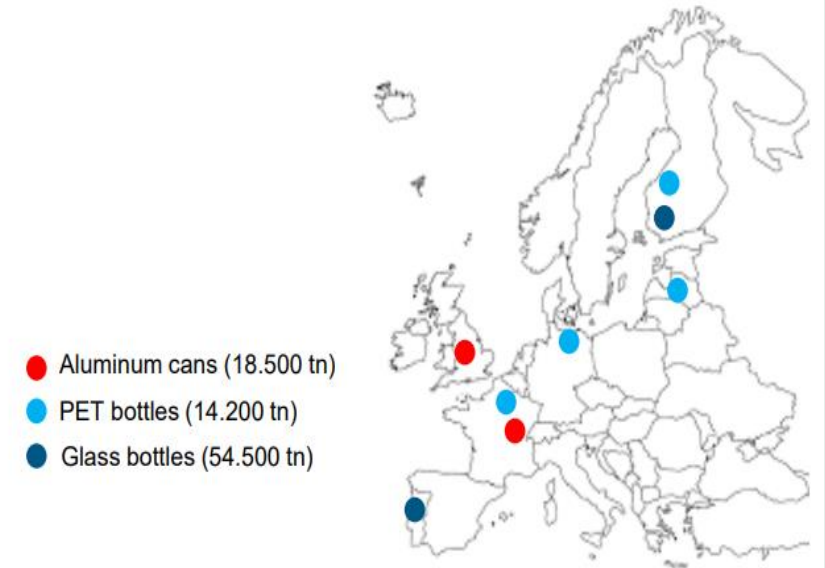 Aluminum cans (18.500 tn)
PET bottles (14.200 tn)
Glass bottles (54.500 tn)